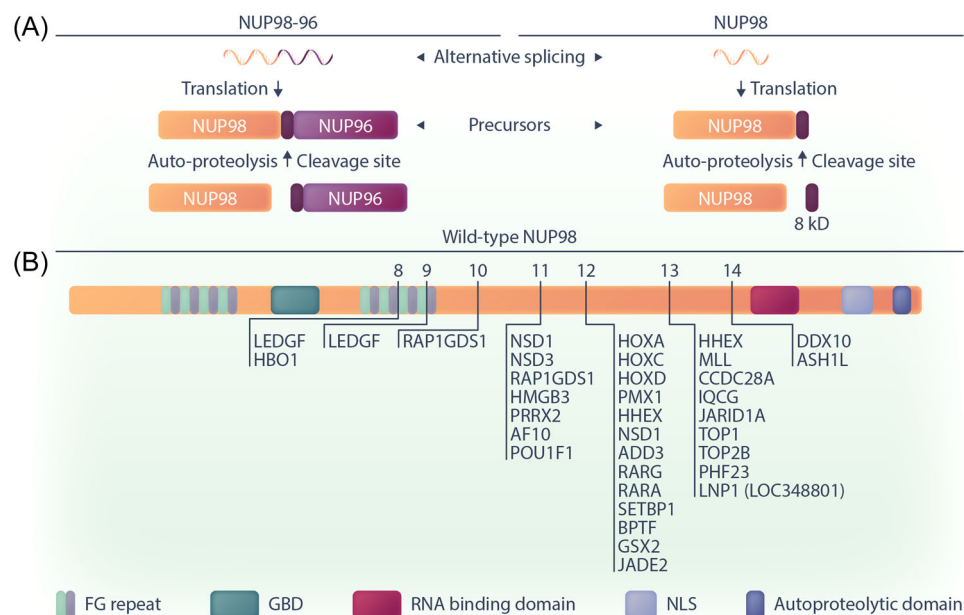 (A)
NUP98-96
NUP98
Alternative splicing
Translation
Translation
NUP98
NUP96
Precursors
NUP98
Auto-proteolysis
Cleavage site
Auto-proteolysis
Cleavage site
NUP98
NUP96
NUP98
8 kD
Wild-type NUP98
(B)
8
9
10
11
12
13
14
LEDGF
HBO1
LEDGF
RAP1GDS1
NSD1
NSD3
RAP1GDS1
HMGB3
PRRX2
AF10
POU1F1
HOXA
HOXC
HOXD
PMX1
HHEX
NSD1
ADD3
RARG
RARA
SETBP1
BPTF
GSX2
JADE2
HHEX
MLL
CCDC28A
IQCG
JARID1A
TOP1
TOP2B
PHF23
LNP1 (LOC348801)
DDX10
ASH1L
FG repeat
GBD
RNA binding domain
NLS
Autoproteolytic domain